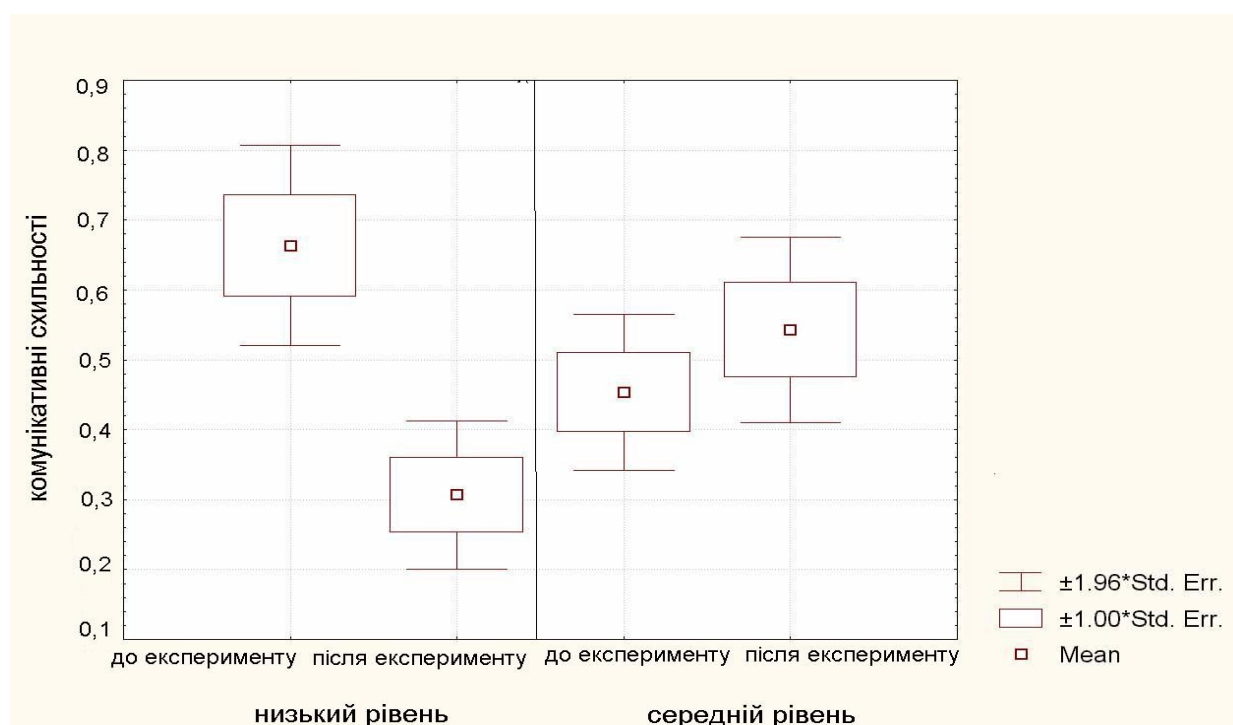 комунікативні схильності
0,9
0,8
0,7
0,6
0,5
0,4
0,3
0,2
0,1
до експерименту
після експерименту
до експерименту
після експерименту
низький рівень
середній рівень
±1.96*Std. Err.
±1.00*Std. Err.
Mean